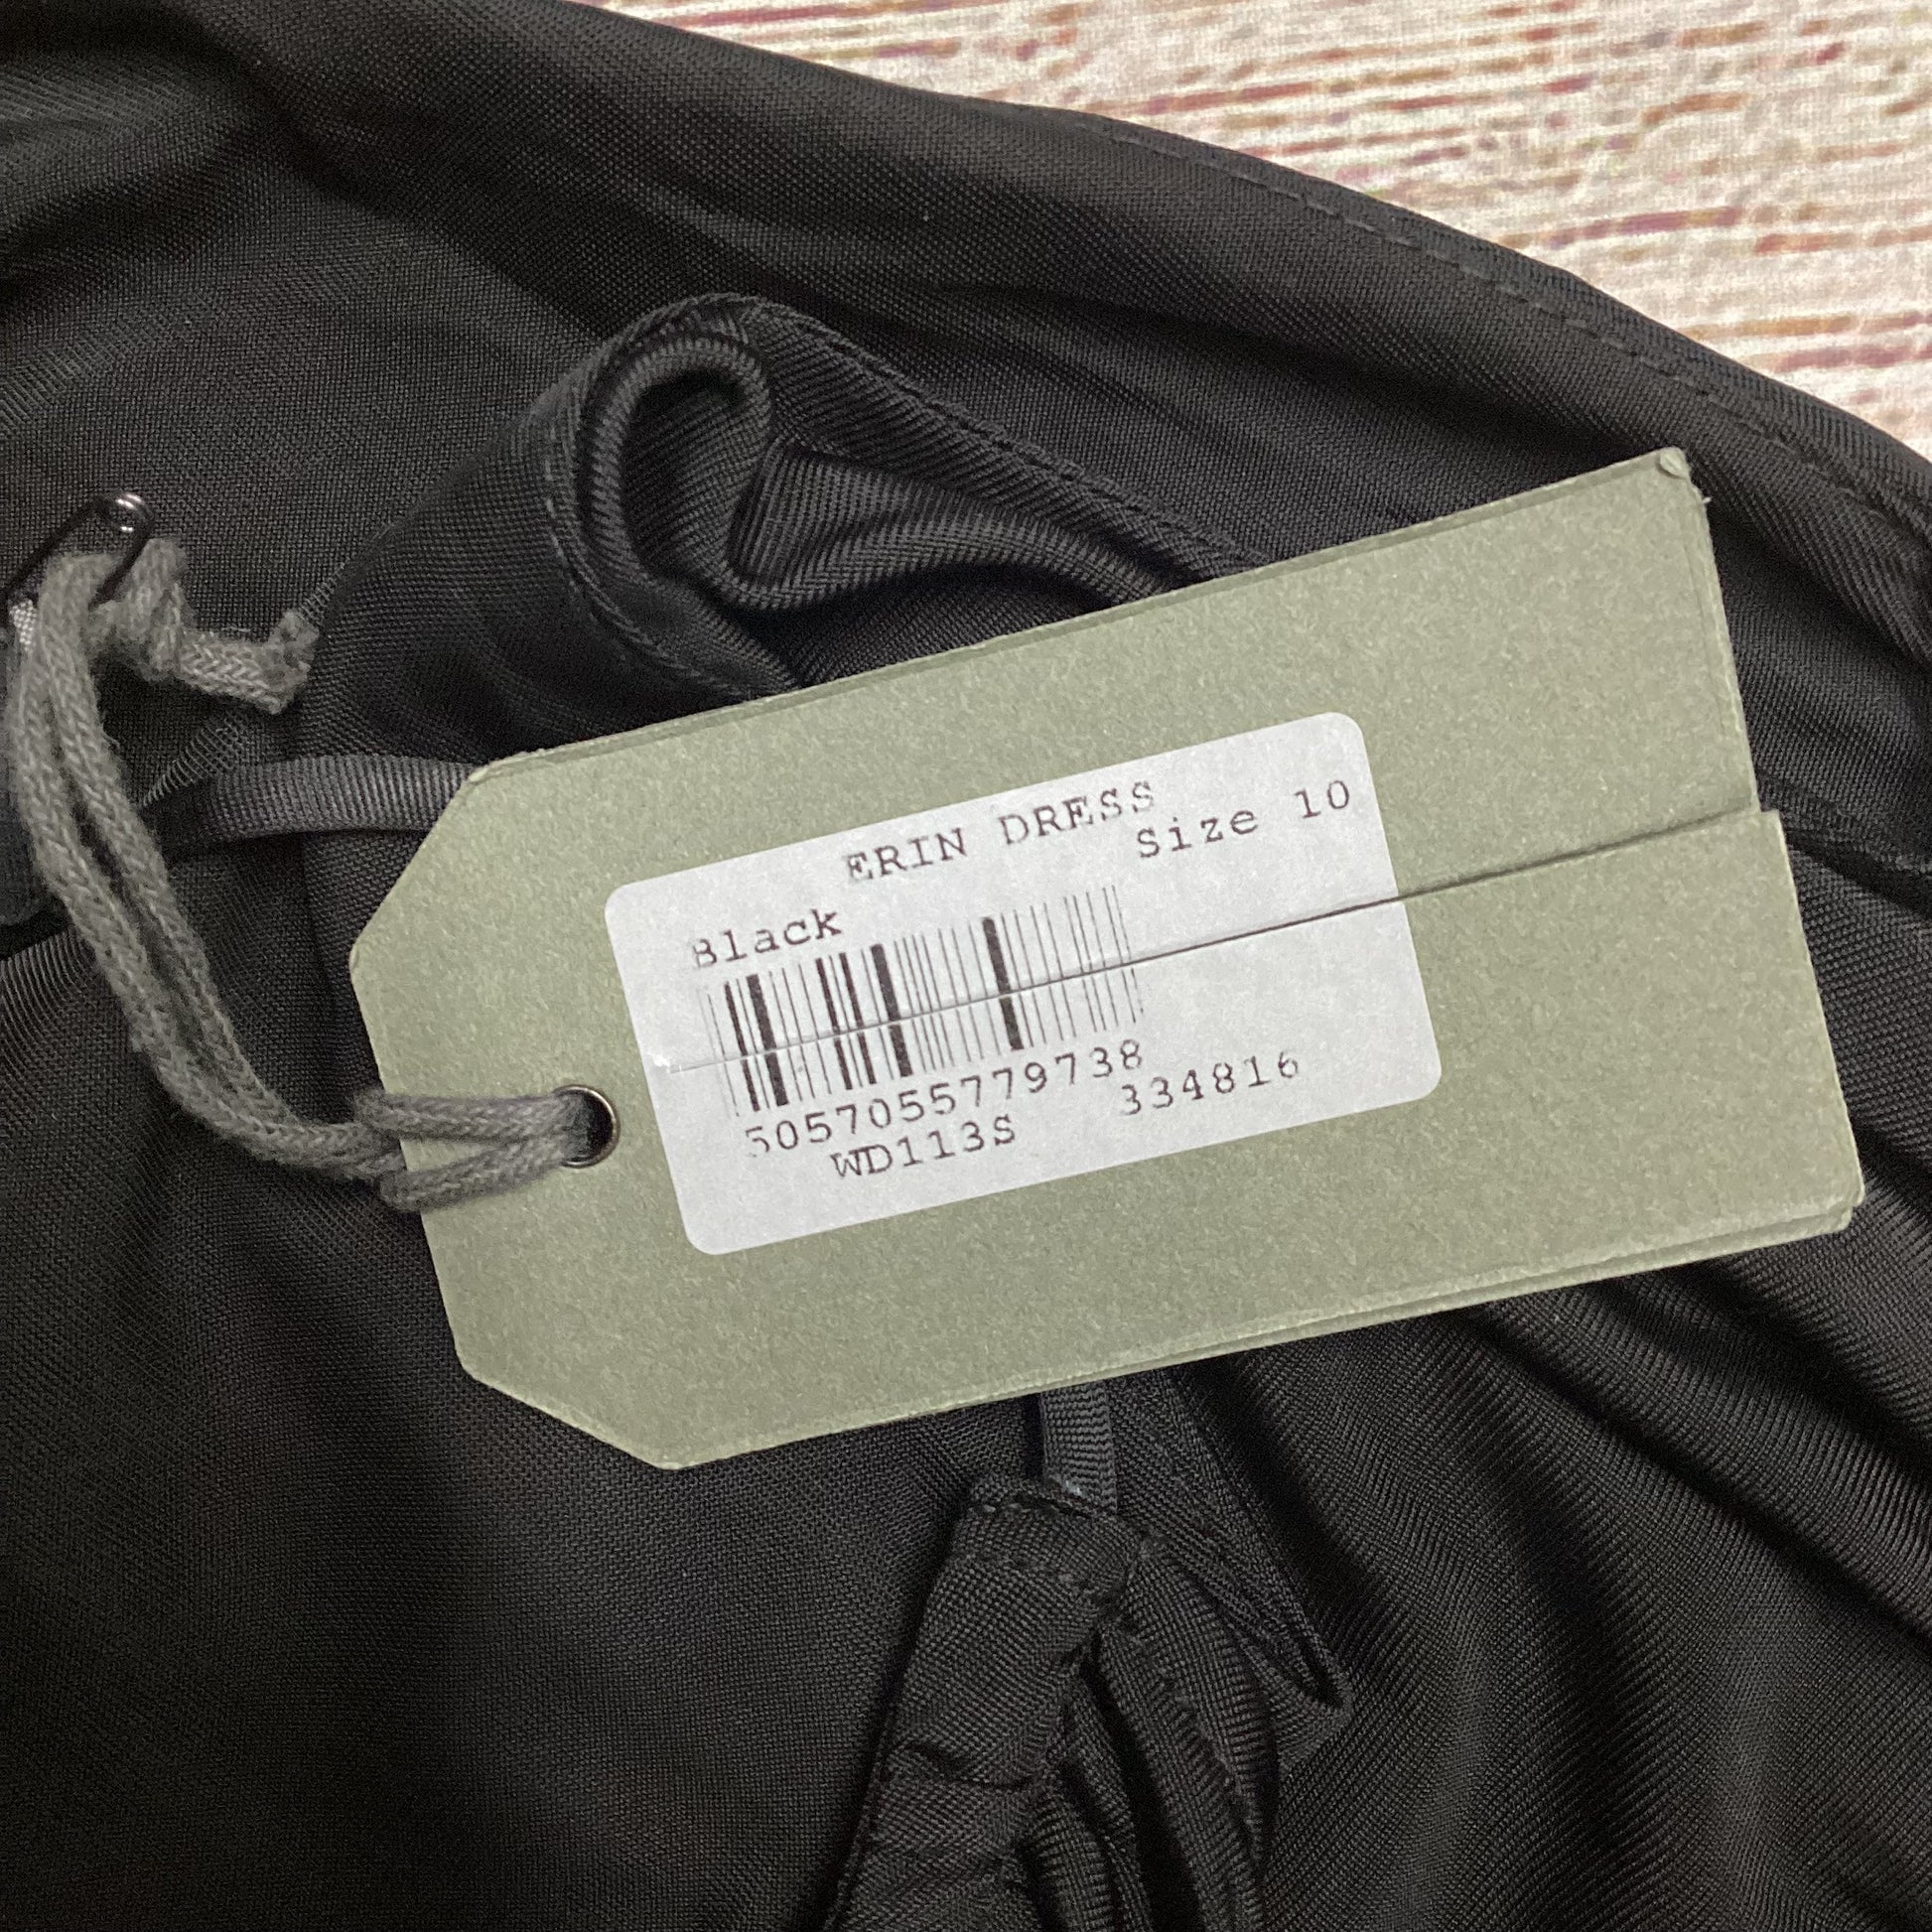 ERIN DRESS
Size 10
Black
5057055779738
WD113S 334816